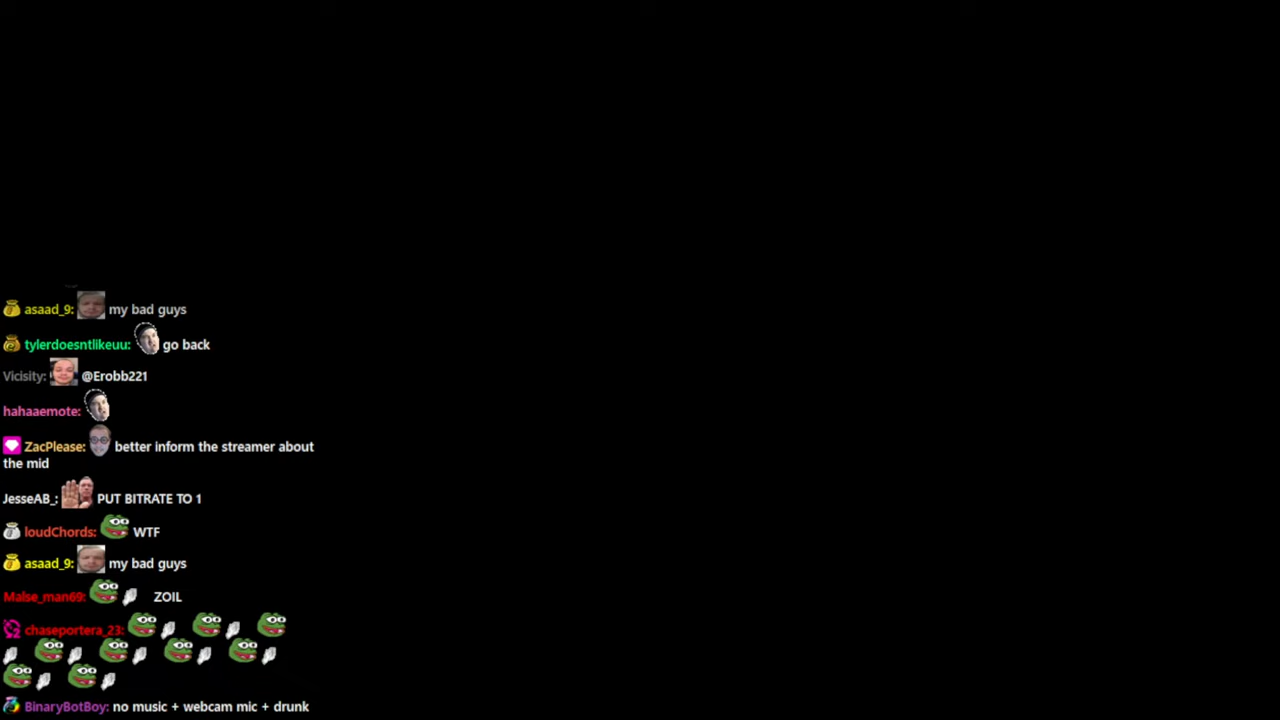 asaad_9: my bad guys
tylerdoesntlikeuu: go back
Vicisity: @Erobb221
hahaaemote:
ZacPlease: better inform the streamer about
the mid
JesseAB_: PUT BITRATE TO 1
loudChords: WTF
asaad_9: my bad guys
Malse_man69: ZOIL
chaseportera_23:
BinaryBotBoy: no music + webcam mic + drunk